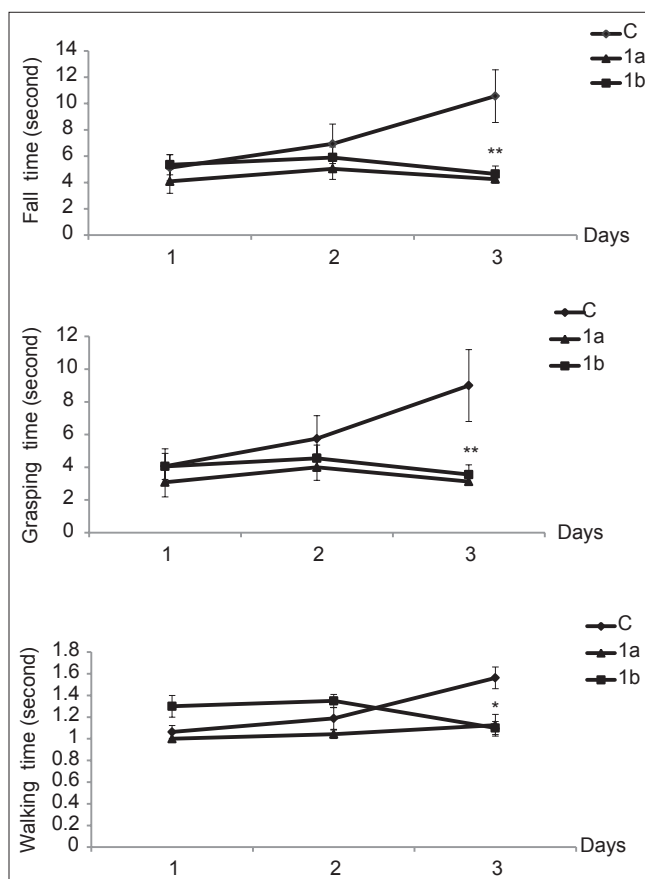 14
12
10
8
6
4
2
0
Fall time (second)
C
1a
1b
**
Days
1 2 3
12
10
8
6
4
2
0
Grasping time (second)
C
1a
1b
**
Days
1 2 3
1.8
1.6
1.4
1.2
1
0.8
0.6
0.4
0.2
0
Walking time (second)
C
1a
1b
*
Days
1 2 3